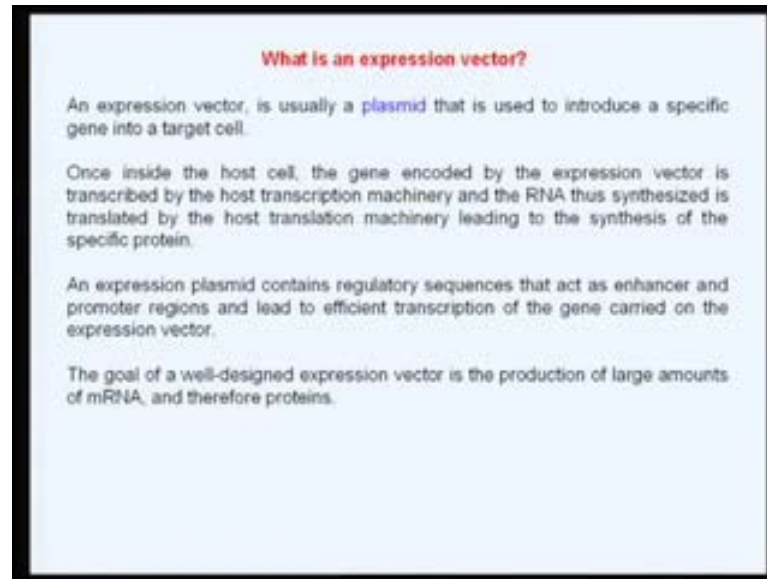 What is an expression vector?
An expression vector, is usually a plasmid that is used to introduce a specific
gene into a target cell.
Once inside the host cell, the gene encoded by the expression vector is
transcribed by the host transcription machinery and the RNA thus synthesized is
translated by the host translation machinery leading to the synthesis of the
specific protein.
An expression plasmid contains regulatory sequences that act as enhancer and
promoter regions and lead to efficient transcription of the gene carried on the
expression vector.
The goal of a well-designed expression vector is the production of large amounts
of mRNA, and therefore proteins.